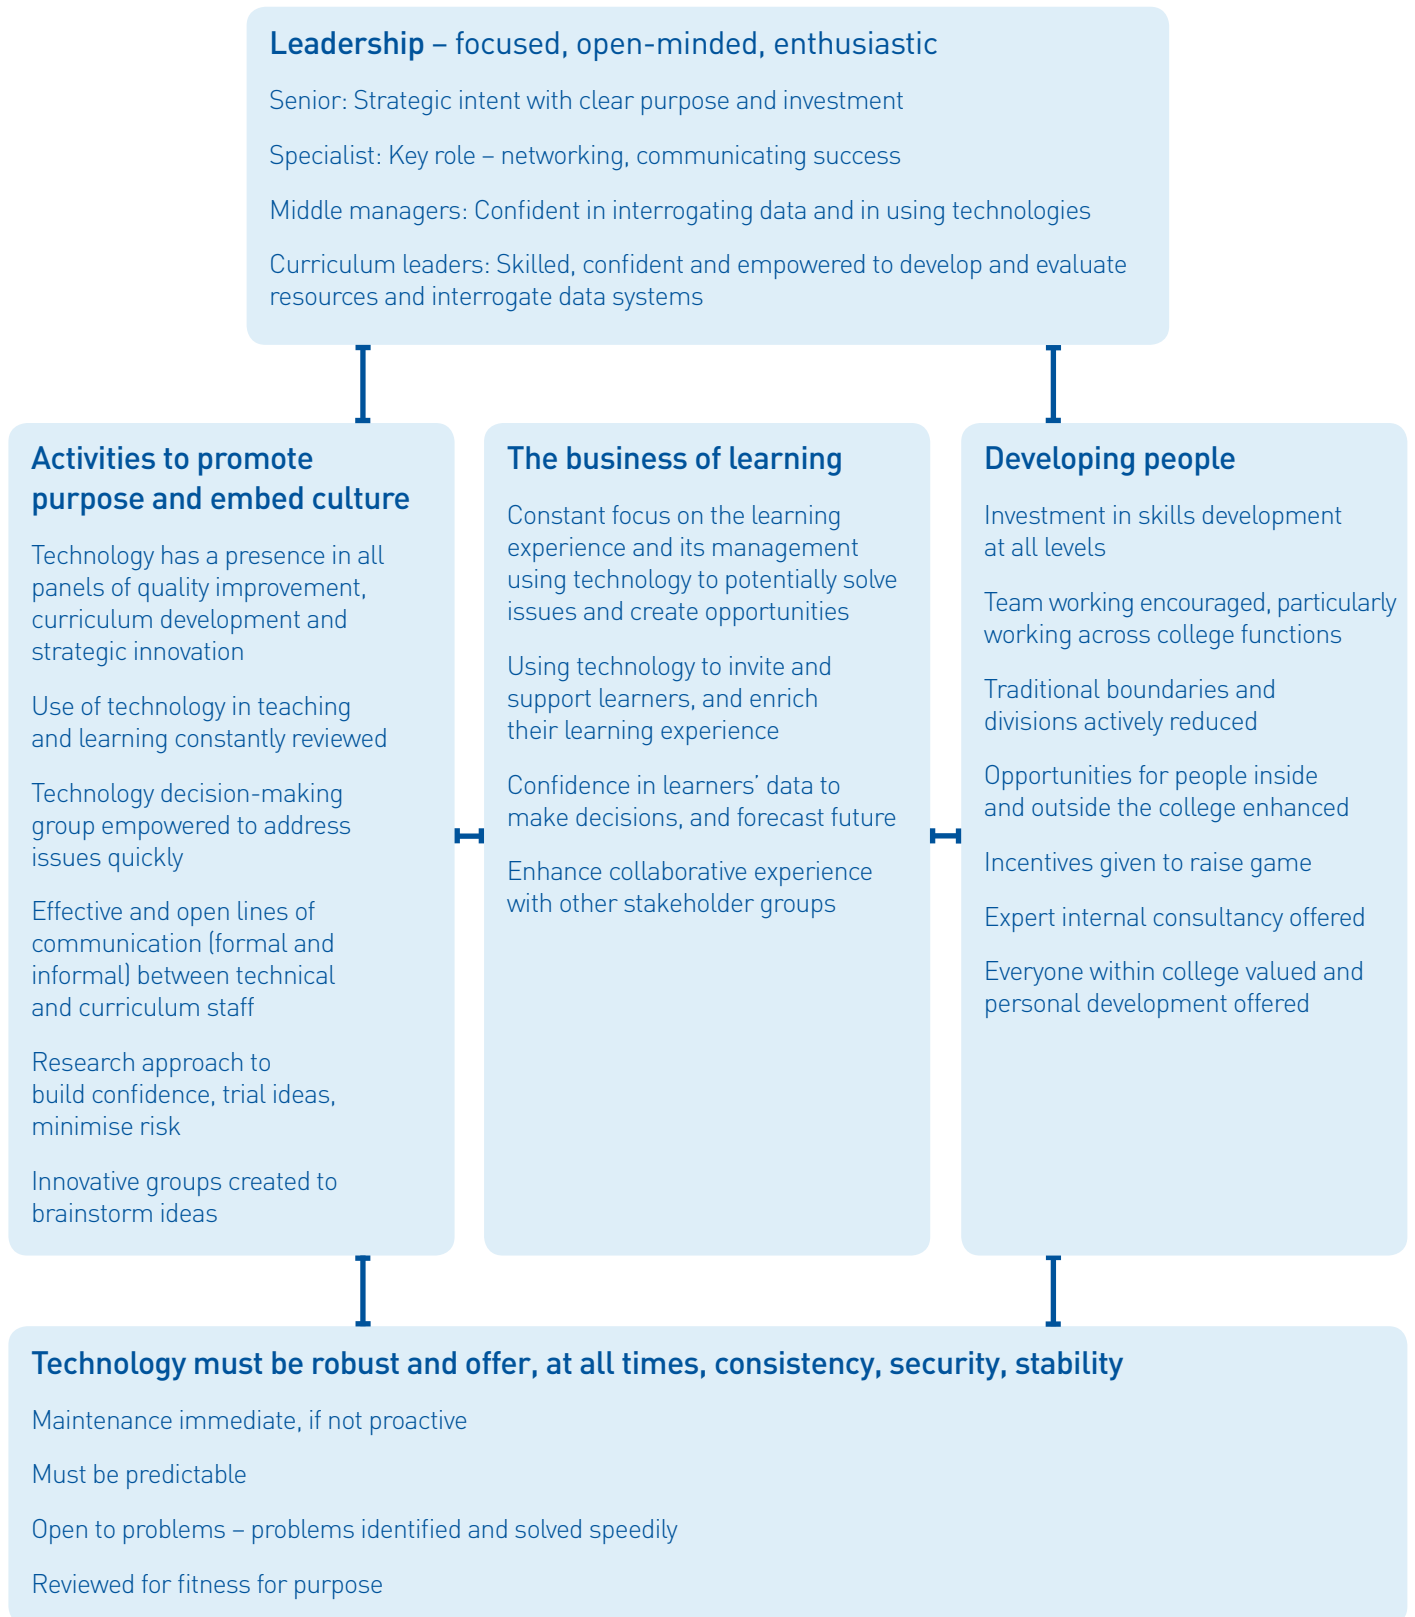 Leadership – focused, open-minded, enthusiastic
Senior: Strategic intent with clear purpose and investment
Specialist: Key role – networking, communicating success
Middle managers: Confident in interrogating data and in using technologies
Curriculum leaders: Skilled, confident and empowered to develop and evaluate
resources and interrogate data systems
Activities to promote
purpose and embed culture
Technology has a presence in all
panels of quality improvement,
curriculum development and
strategic innovation
Use of technology in teaching
and learning constantly reviewed
Technology decision-making
group empowered to address
issues quickly
Effective and open lines of
communication (formal and
informal) between technical
and curriculum staff
Research approach to
build confidence, trial ideas,
minimise risk
Innovative groups created to
brainstorm ideas
The business of learning
Constant focus on the learning
experience and its management
using technology to potentially solve
issues and create opportunities
Using technology to invite and
support learners, and enrich
their learning experience
Confidence in learners’ data to
make decisions, and forecast future
Enhance collaborative experience
with other stakeholder groups
Developing people
Investment in skills development
at all levels
Team working encouraged, particularly
working across college functions
Traditional boundaries and
divisions actively reduced
Opportunities for people inside
and outside the college enhanced
Incentives given to raise game
Expert internal consultancy offered
Everyone within college valued and
personal development offered
Technology must be robust and offer, at all times, consistency, security, stability
Maintenance immediate, if not proactive
Must be predictable
Open to problems – problems identified and solved speedily
Reviewed for fitness for purpose